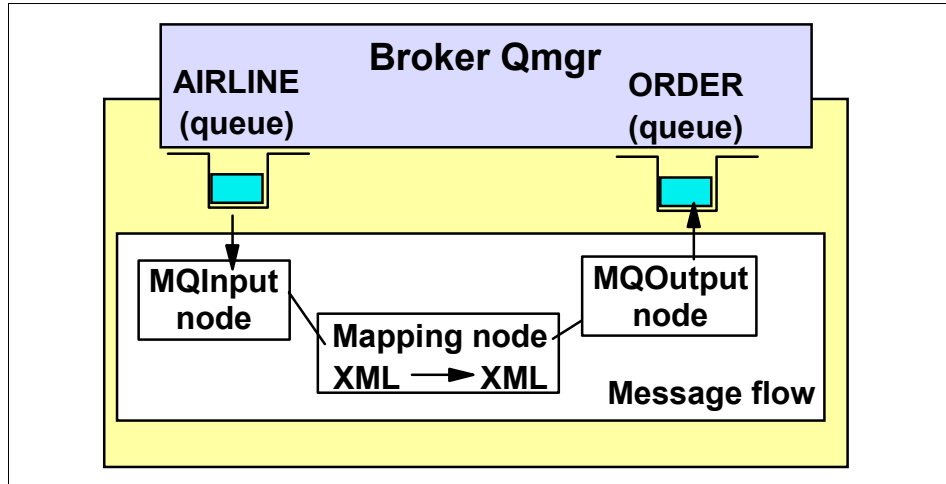 Broker Qmgr
AIRLINE
(queue)
ORDER
(queue)
MQInput
node
Mapping node
XML XML
MQOutput
node
Message flow